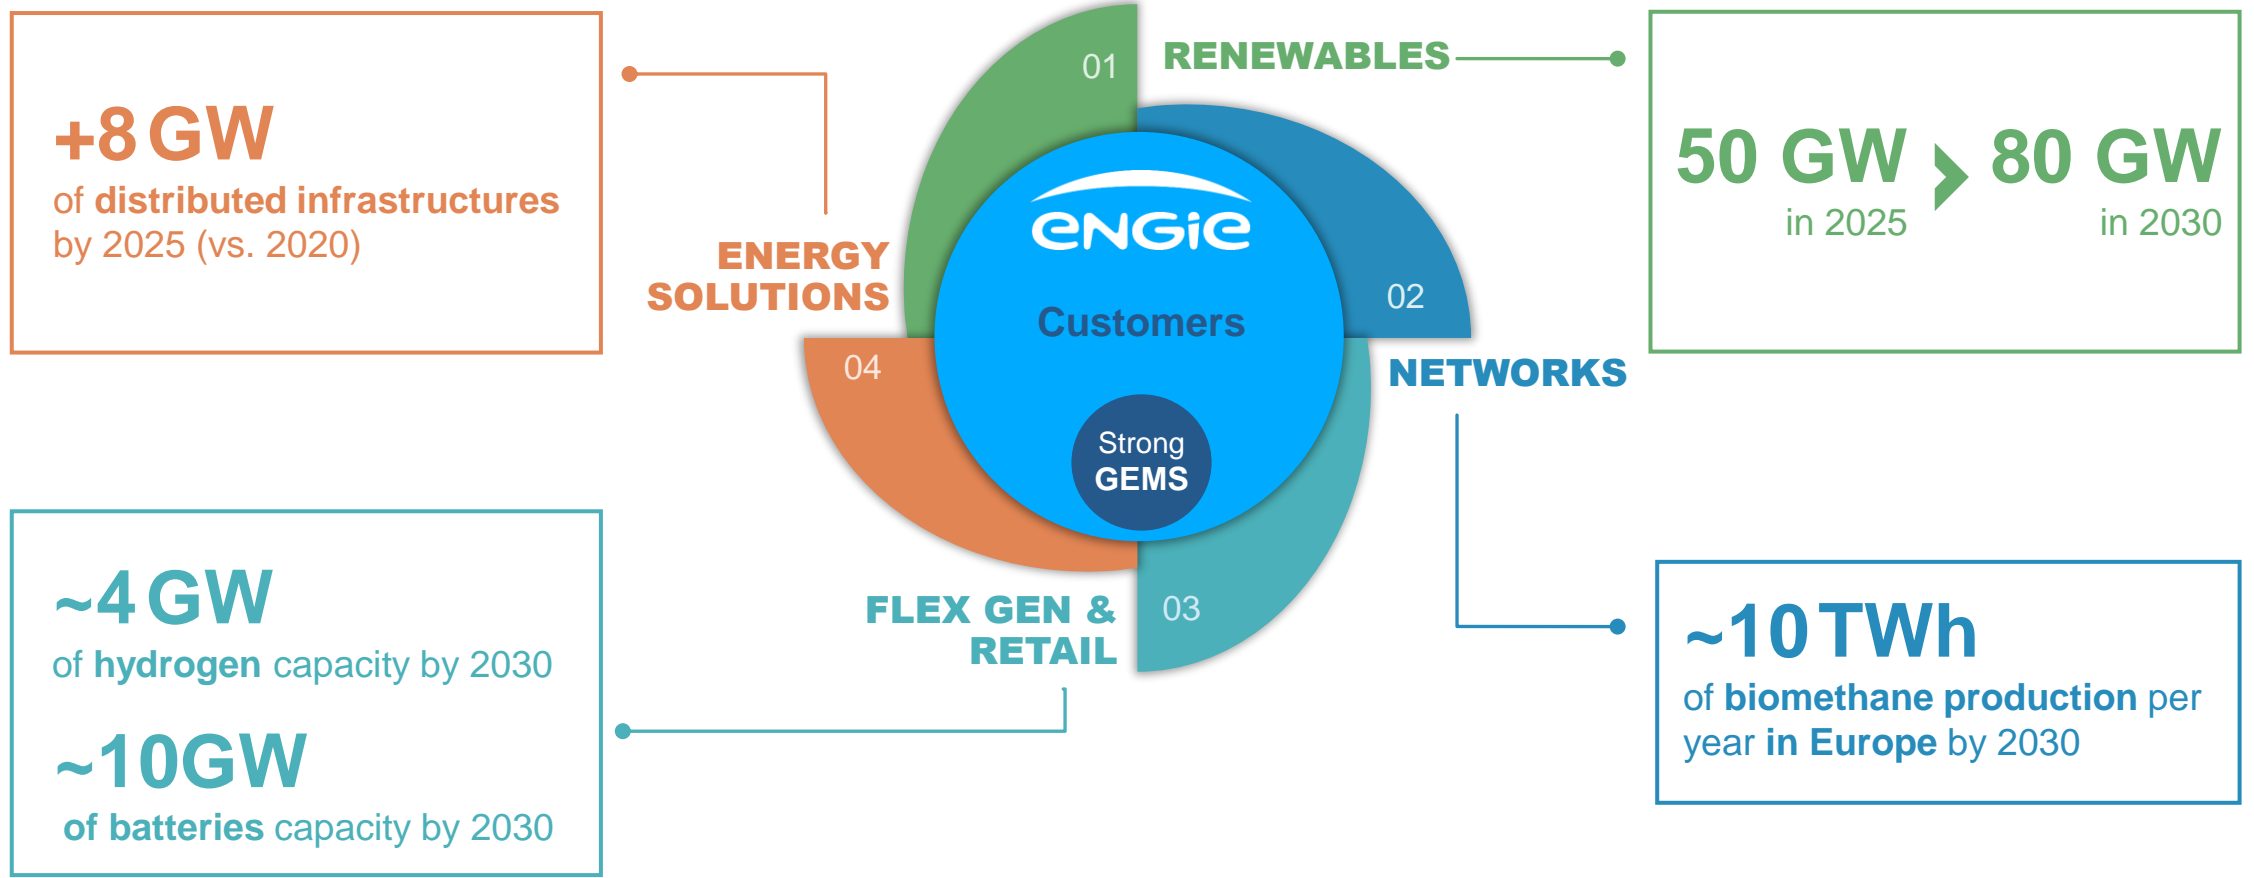 +8 GW
of distributed infrastructures
by 2025 (vs. 2020)
01
RENEWABLES
50 GW
in 2025
80 GW
in 2030
ENERGY
SOLUTIONS
ENGiE
Customers
02
NETWORKS
04
Strong
GEMS
~4 GW
of hydrogen capacity by 2030
~10GW
of batteries capacity by 2030
FLEX GEN &
RETAIL
03
~10 TWh
of biomethane production per
year in Europe by 2030